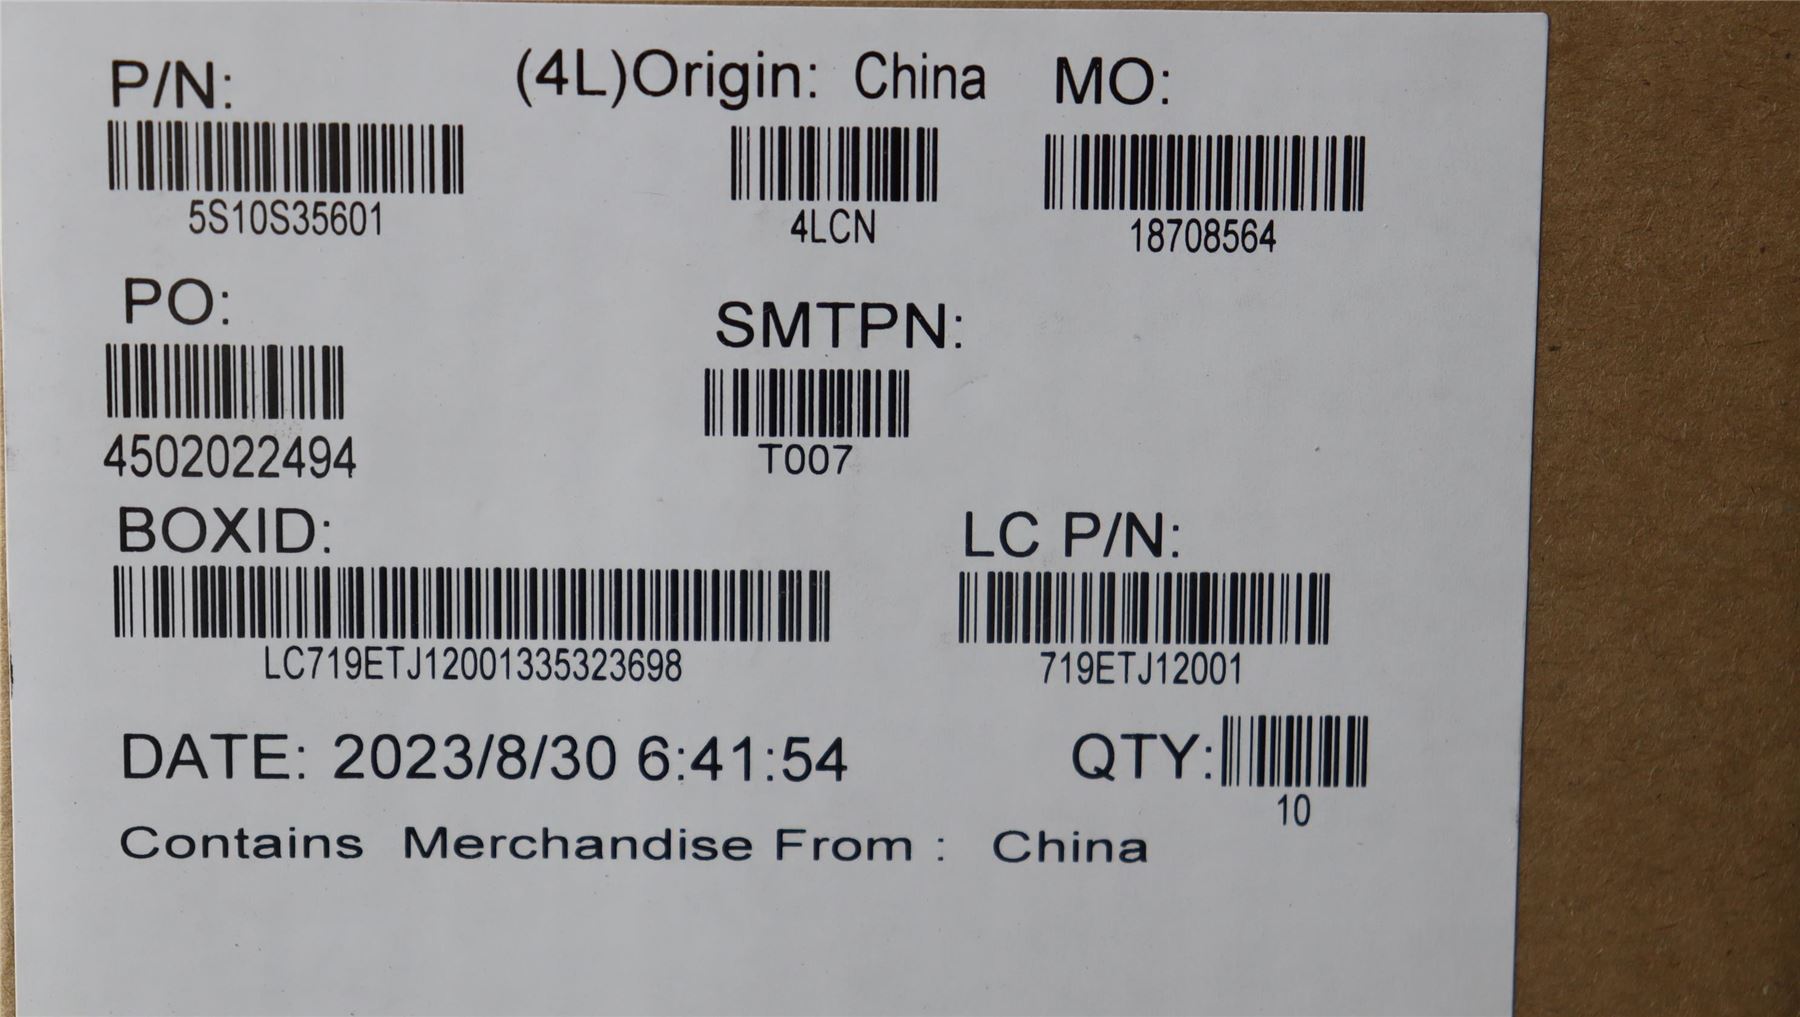 P/N: (4L)Origin: China MO:
5S10S35601 4LCN 18708564
PO: SMTPN:
4502022494 T007
BOXID: LC P/N:
LC719ETJ12001335323698 719ETJ12001
DATE: 2023/8/30 6:41:54 QTY:
10
Contains Merchandise From : China